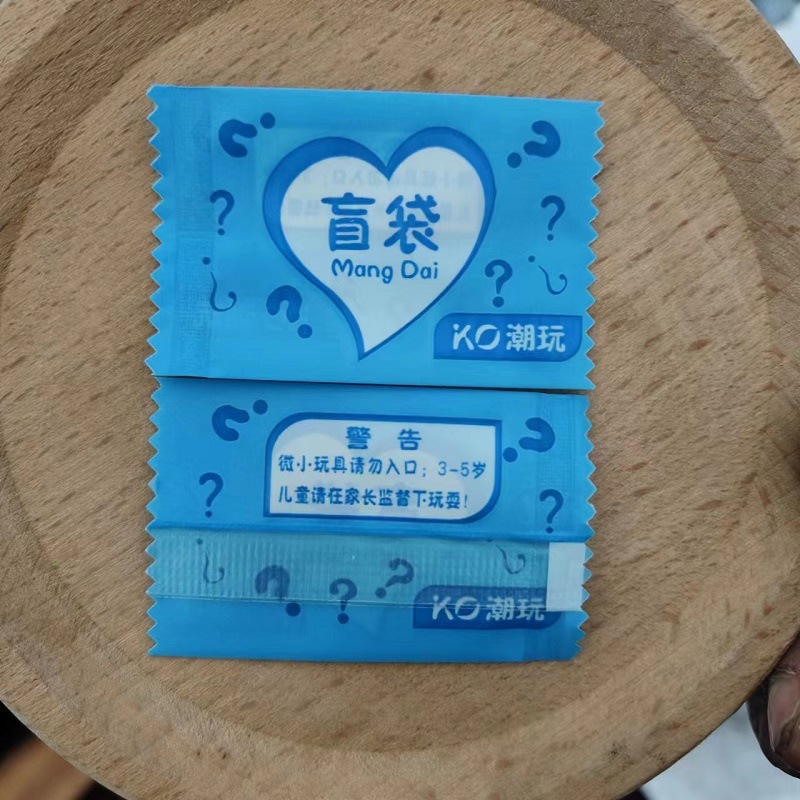 盲袋
Mang Dai
KO潮玩
警告
微小玩具请勿入口；3-5岁
儿童请在家长监督下玩耍！
KO潮玩